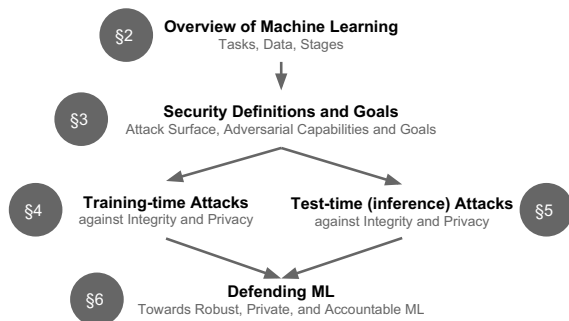 §2
Overview of Machine Learning
Tasks, Data, Stages
§3
Security Definitions and Goals
Attack Surface, Adversarial Capabilities and Goals
§4
Training-time Attacks
against Integrity and Privacy
Test-time (inference) Attacks
against Integrity and Privacy
§5
§6
Defending ML
Towards Robust, Private, and Accountable ML